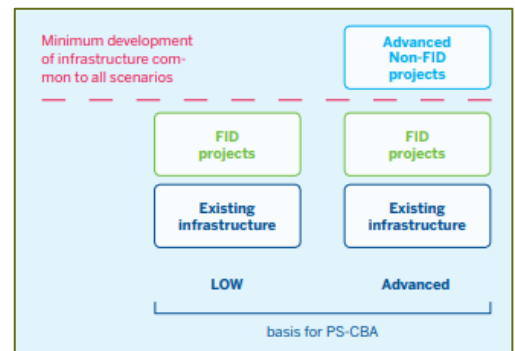 Minimum development
of infrastructure com-
mon to all scenarios
Advanced
Non-FID
projects
FID
projects
FID
projects
Existing
infrastructure
Existing
infrastructure
LOW
Advanced
basis for PS-CBA